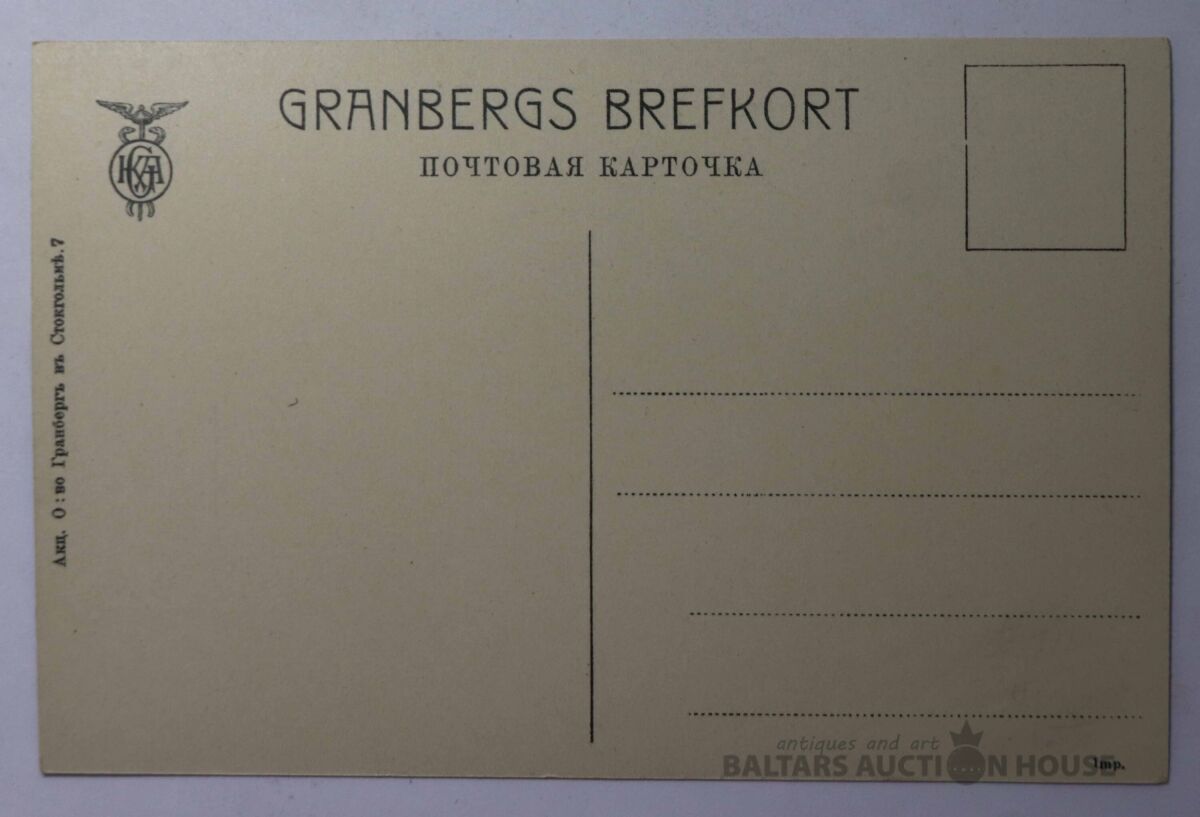 GRANBERGS BREFKORT
ПОЧТОВАЯ КАРТОЧКА
Акц. О:во Гранбергъ въ Стокгольмѣ. 7
Imp.
antiques and art
BALTARS AUCTION HOUSE